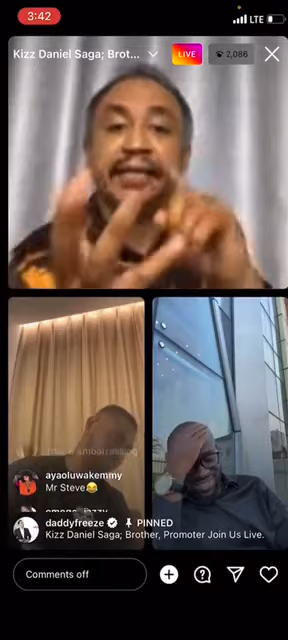 3:42
LTE
Kizz Daniel Saga; Brot...
LIVE
2,086
ayaoluwakemmy
Mr Steve😂
daddyfreeze
PINNED
Kizz Daniel Saga; Brother, Promoter Join Us Live.
Comments off